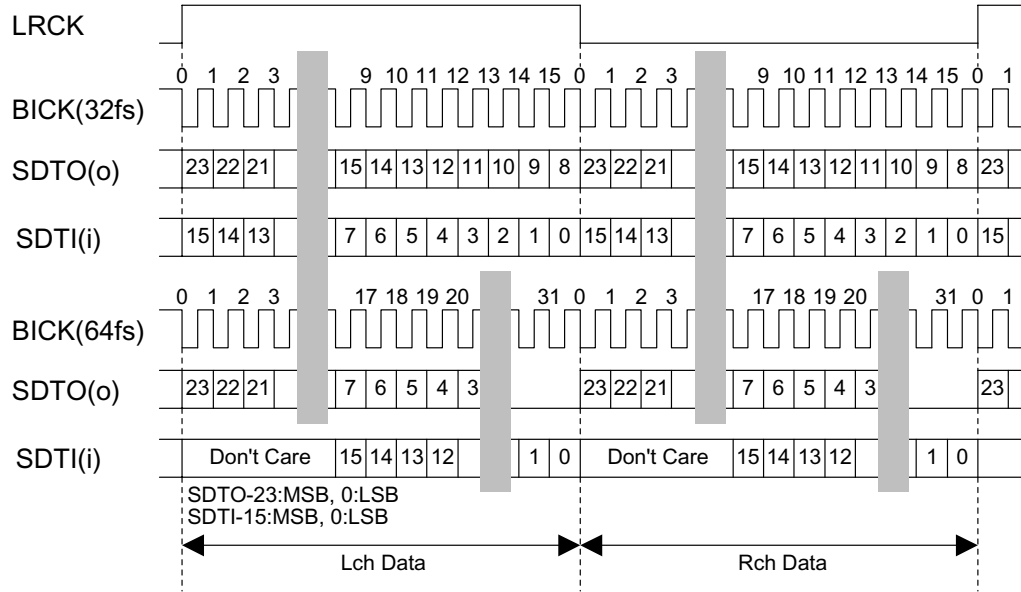 LRCK
0 1 2 3 9 10 11 12 13 14 15 0 1 2 3 9 10 11 12 13 14 15 0 1
BICK(32fs)
SDTO(o) 23 22 21 15 14 13 12 11 10 9 8 23 22 21 15 14 13 12 11 10 9 8 23
SDTI(i) 15 14 13 7 6 5 4 3 2 1 0 15 14 13 7 6 5 4 3 2 1 0 15
0 1 2 3 17 18 19 20 31 0 1 2 3 17 18 19 20 31 0 1
BICK(64fs)
SDTO(o) 23 22 21 7 6 5 4 3 23 22 21 7 6 5 4 3 23
SDTI(i) Don't Care 15 14 13 12 1 0 Don't Care 15 14 13 12 1 0
SDTO-23:MSB, 0:LSB
SDTI-15:MSB, 0:LSB
Lch Data Rch Data